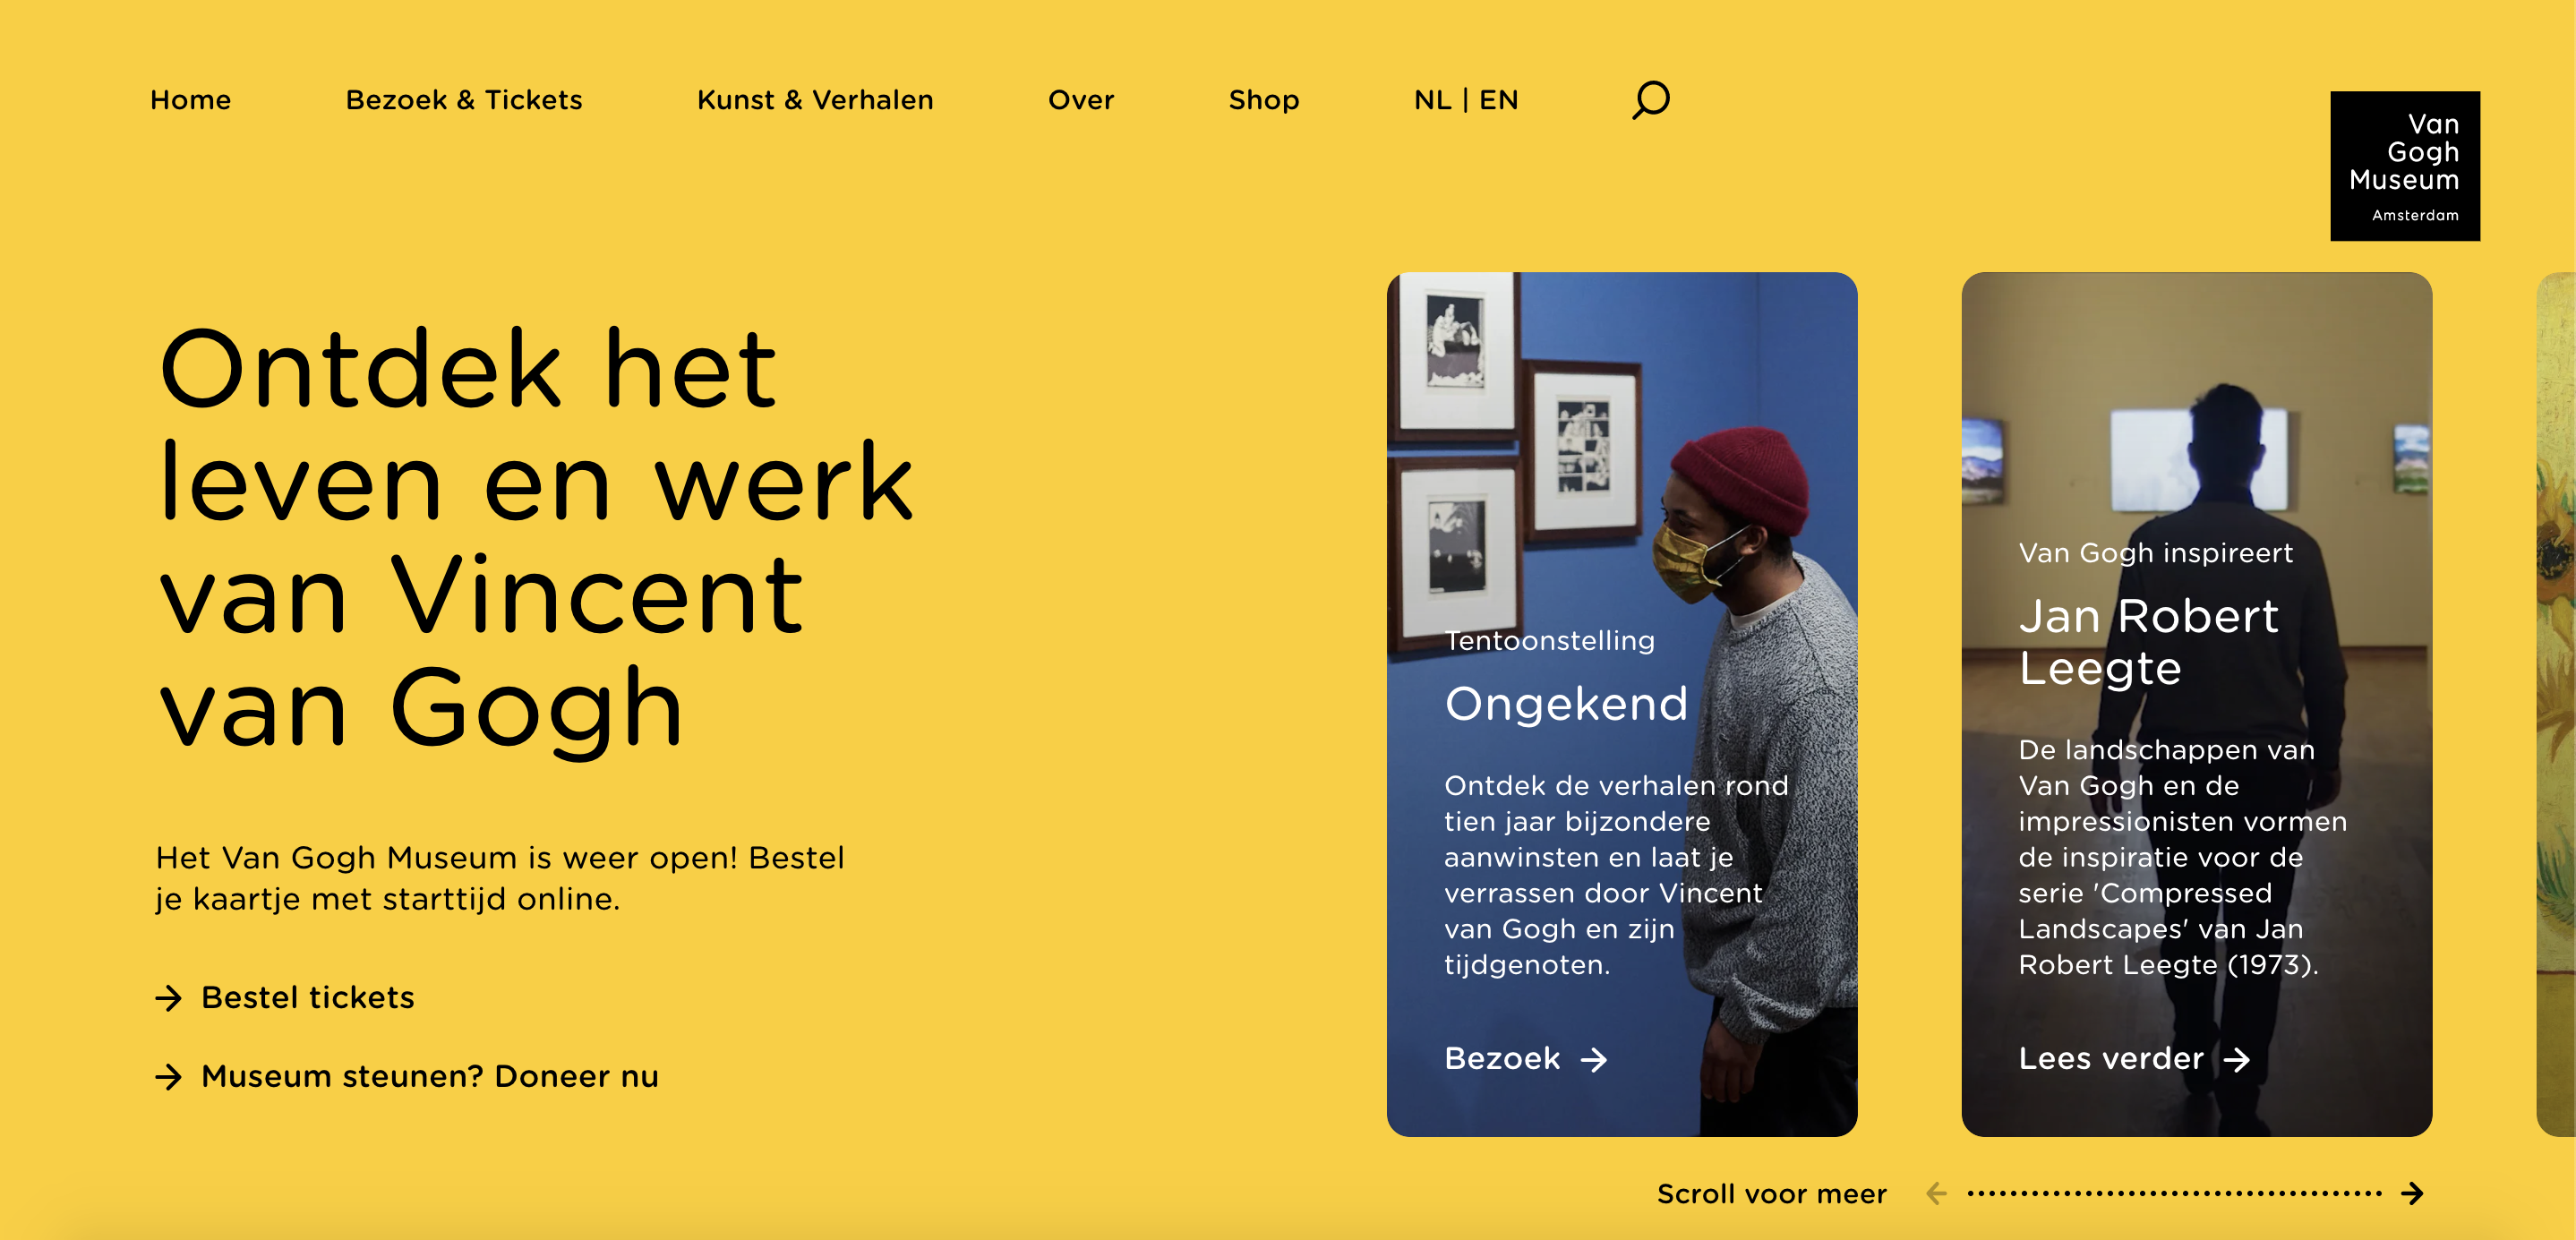 Home
Bezoek & Tickets
Kunst & Verhalen
Over
Shop
NL | EN
Van
Gogh
Museum
Amsterdam
Ontdek het
leven en werk
van Vincent
van Gogh
Het Van Gogh Museum is weer open! Bestel
je kaartje met starttijd online.
→ Bestel tickets
→ Museum steunen? Doneer nu
Tentoonstelling
Ongekend
Ontdek de verhalen rond
tien jaar bijzondere
aanwinsten en laat je
verrassen door Vincent
van Gogh en zijn
tijdgenoten.
Bezoek →
Van Gogh inspireert
Jan Robert
Leegte
De landschappen van
Van Gogh en de
impressionisten vormen
de inspiratie voor de
serie 'Compressed
Landscapes' van Jan
Robert Leegte (1973).
Lees verder →
Scroll voor meer